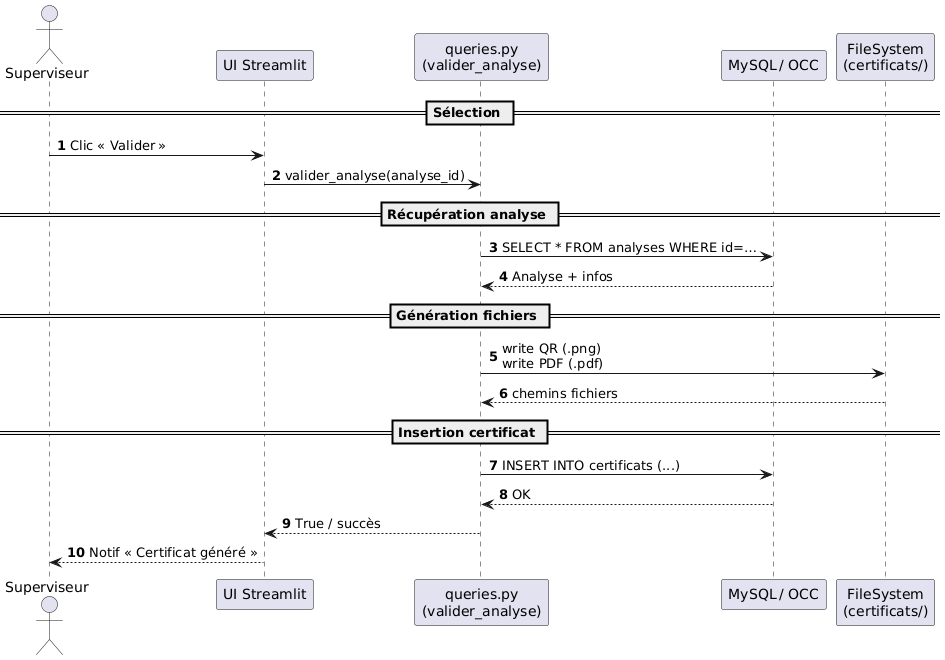 Superviseur
UI Streamlit
queries.py
(valider_analyse)
MySQL / OCC
FileSystem
(certificats/)
Sélection
1 Clic « Valider »
2 valider_analyse(analyse_id)
Récupération analyse
3 SELECT * FROM analyses WHERE id=...
4 Analyse + infos
Génération fichiers
5 write QR (.png)
write PDF (.pdf)
6 chemins fichiers
Insertion certificat
7 INSERT INTO certificats (...)
8 OK
9 True / succès
10 Notif « Certificat généré »
Superviseur
UI Streamlit
queries.py
(valider_analyse)
MySQL / OCC
FileSystem
(certificats/)